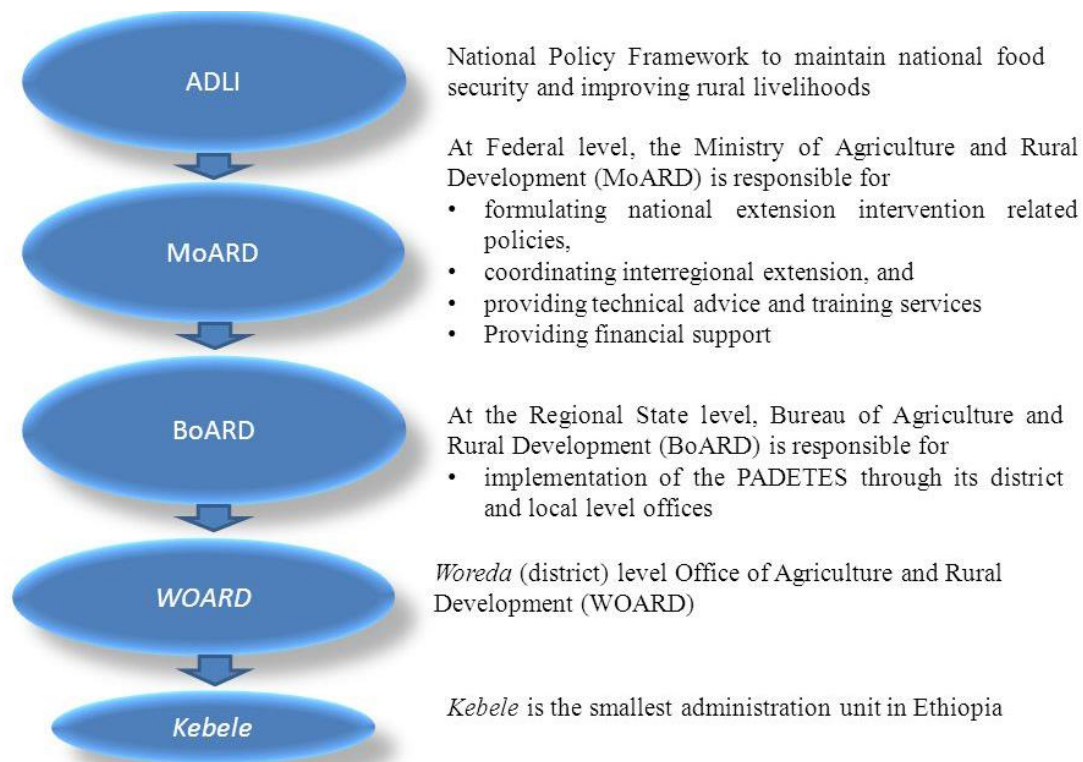 ADLI
National Policy Framework to maintain national food
security and improving rural livelihoods
MoARD
At Federal level, the Ministry of Agriculture and Rural
Development (MoARD) is responsible for
• formulating national extension intervention related
policies,
• coordinating interregional extension, and
• providing technical advice and training services
• Providing financial support
BoARD
At the Regional State level, Bureau of Agriculture and
Rural Development (BoARD) is responsible for
• implementation of the PADETES through its district
and local level offices
WOARD
Woreda (district) level Office of Agriculture and Rural
Development (WOARD)
Kebele
Kebele is the smallest administration unit in Ethiopia